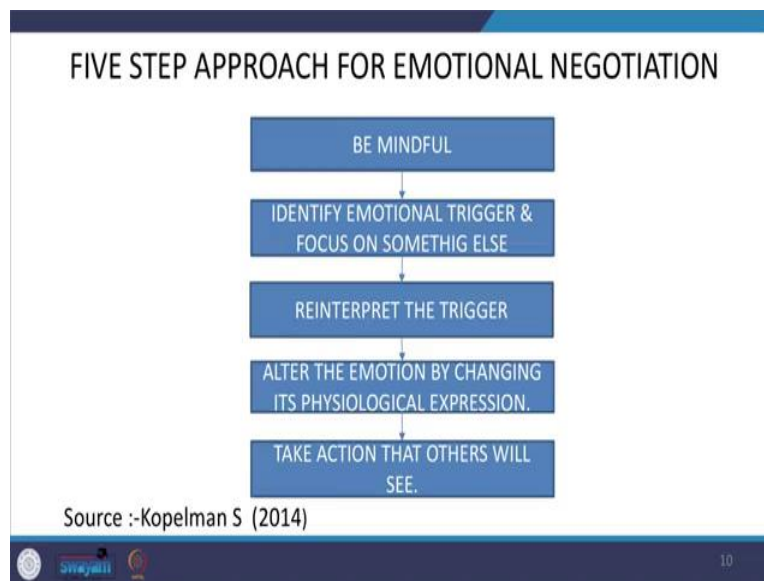 FIVE STEP APPROACH FOR EMOTIONAL NEGOTIATION
BE MINDFUL
IDENTIFY EMOTIONAL TRIGGER &
FOCUS ON SOMETHIG ELSE
REINTERPRET THE TRIGGER
ALTER THE EMOTION BY CHANGING
ITS PHYSIOLOGICAL EXPRESSION.
TAKE ACTION THAT OTHERS WILL
SEE.
Source :-Kopelman S (2014)
swayam
10